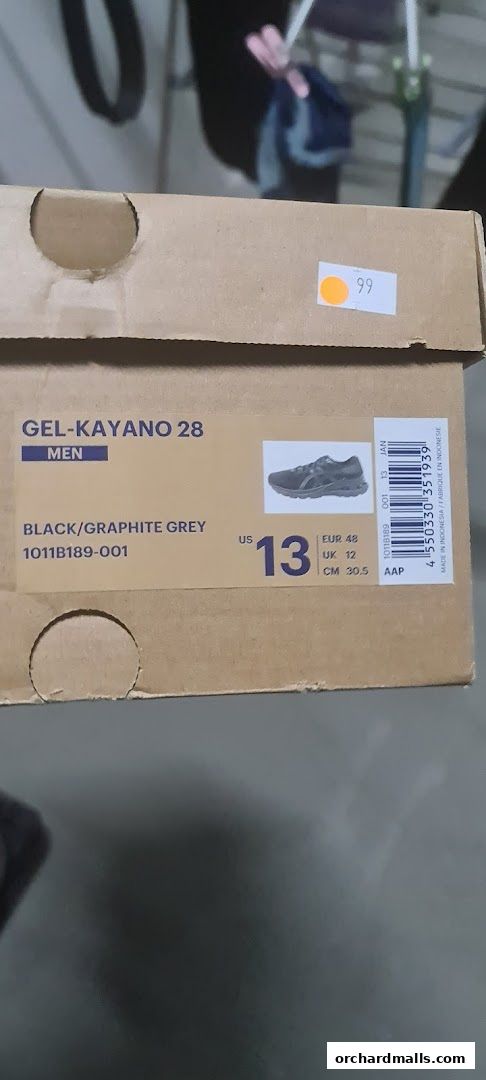 99
GEL-KAYANO 28
MEN
BLACK/GRAPHITE GREY
1011B189-001
US 13
EUR 48
UK 12
CM 30.5
1011B189 001 13 JAN
4 550330 351939
MADE IN INDONESIA / FABRIQUÉ EN INDONÉSIE
AAP
orchardmalls.com